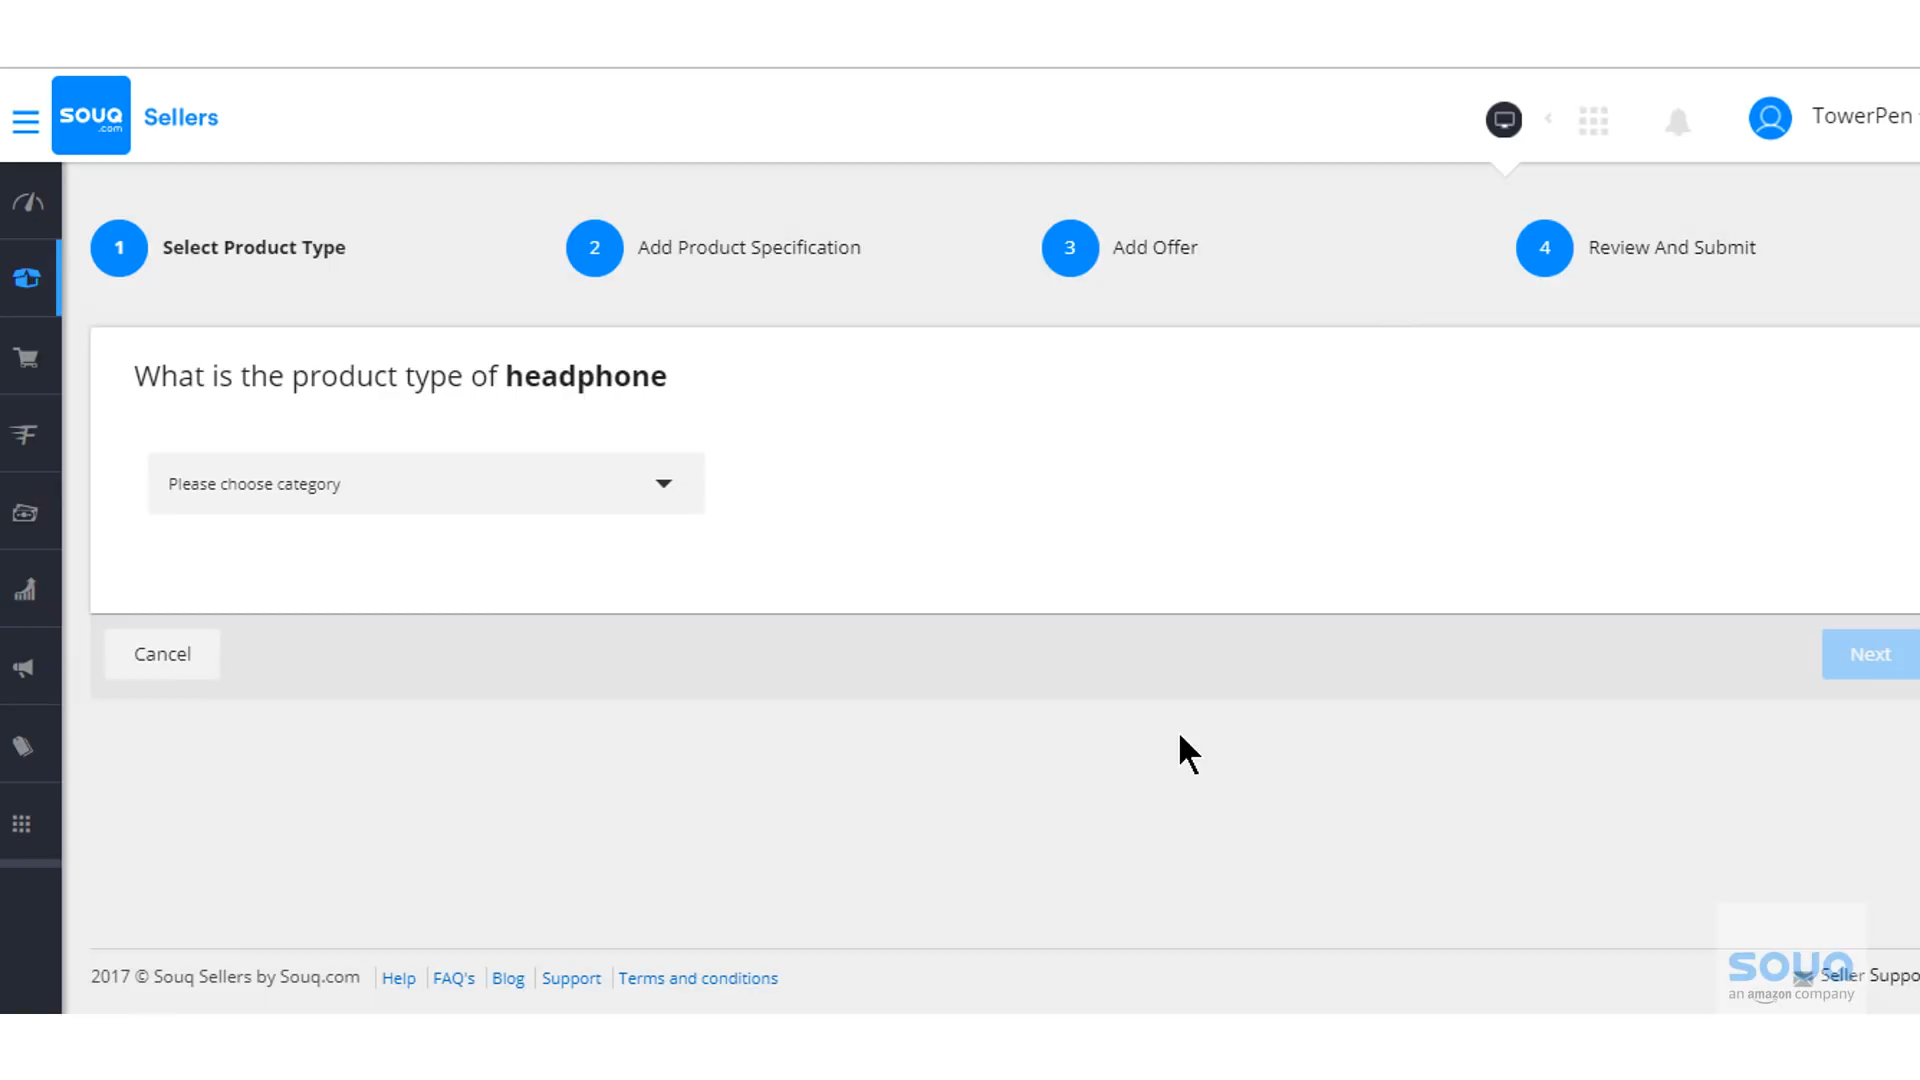 souq
.com
Sellers
TowerPen
1 Select Product Type
2 Add Product Specification
3 Add Offer
4 Review And Submit
What is the product type of headphone
Please choose category
Cancel
Next
2017 © Souq Sellers by Souq.com Help FAQ's Blog Support Terms and conditions
Seller Suppo
souq
an amazon company